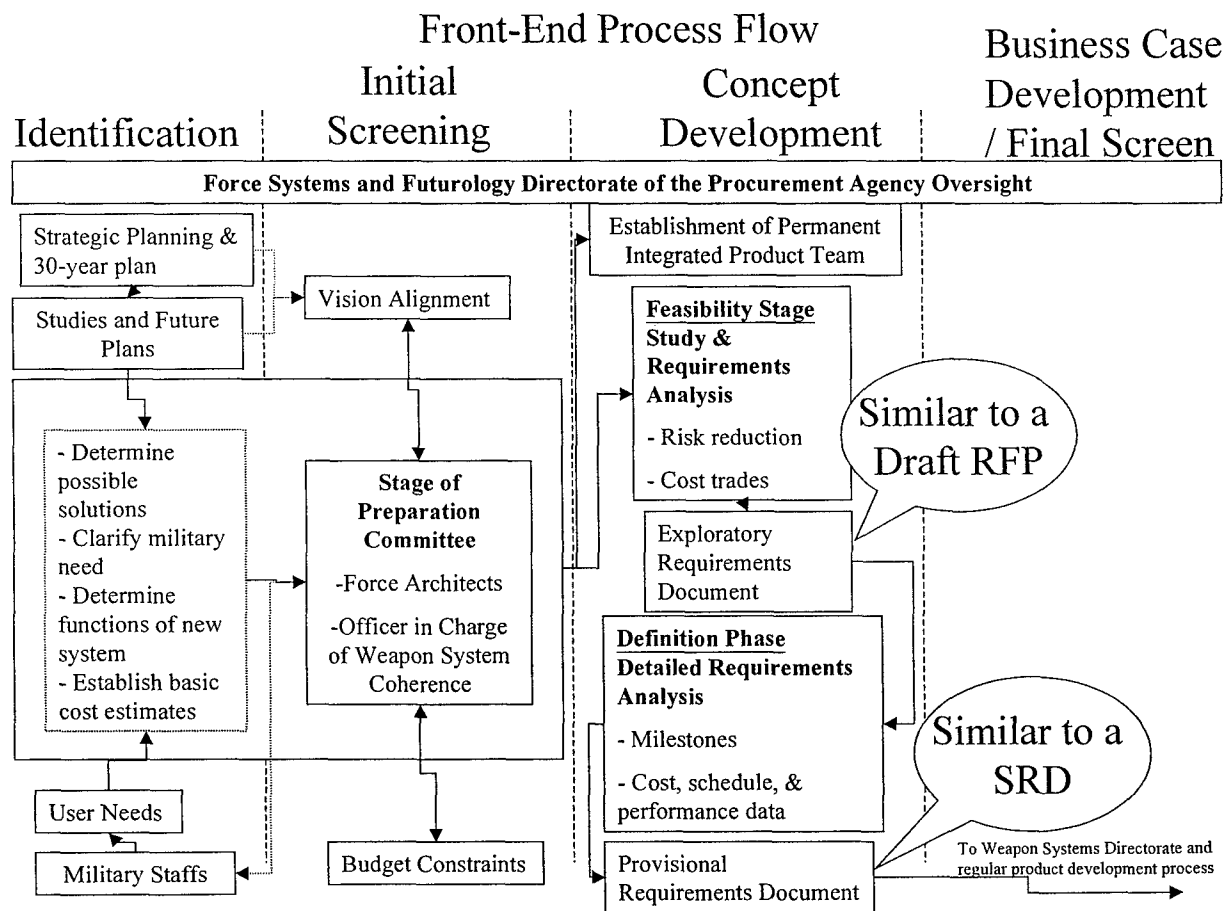 Front-End Process Flow
Identification
Initial
Screening
Concept
Development
Business Case
Development
/ Final Screen
Force Systems and Futurology Directorate of the Procurement Agency Oversight
Strategic Planning &
30-year plan
Studies and Future
Plans
- Determine
possible
solutions
- Clarify military
need
- Determine
functions of new
system
- Establish basic
cost estimates
User Needs
Military Staffs
Vision Alignment
Stage of
Preparation
Committee
-Force Architects
-Officer in Charge
of Weapon System
Coherence
Budget Constraints
Establishment of Permanent
Integrated Product Team
Feasibility Stage
Study &
Requirements
Analysis
- Risk reduction
- Cost trades
Similar to a
Draft RFP
Exploratory
Requirements
Document
Definition Phase
Detailed Requirements
Analysis
- Milestones
- Cost, schedule, &
performance data
Similar to a
SRD
Provisional
Requirements Document
To Weapon Systems Directorate and
regular product development process